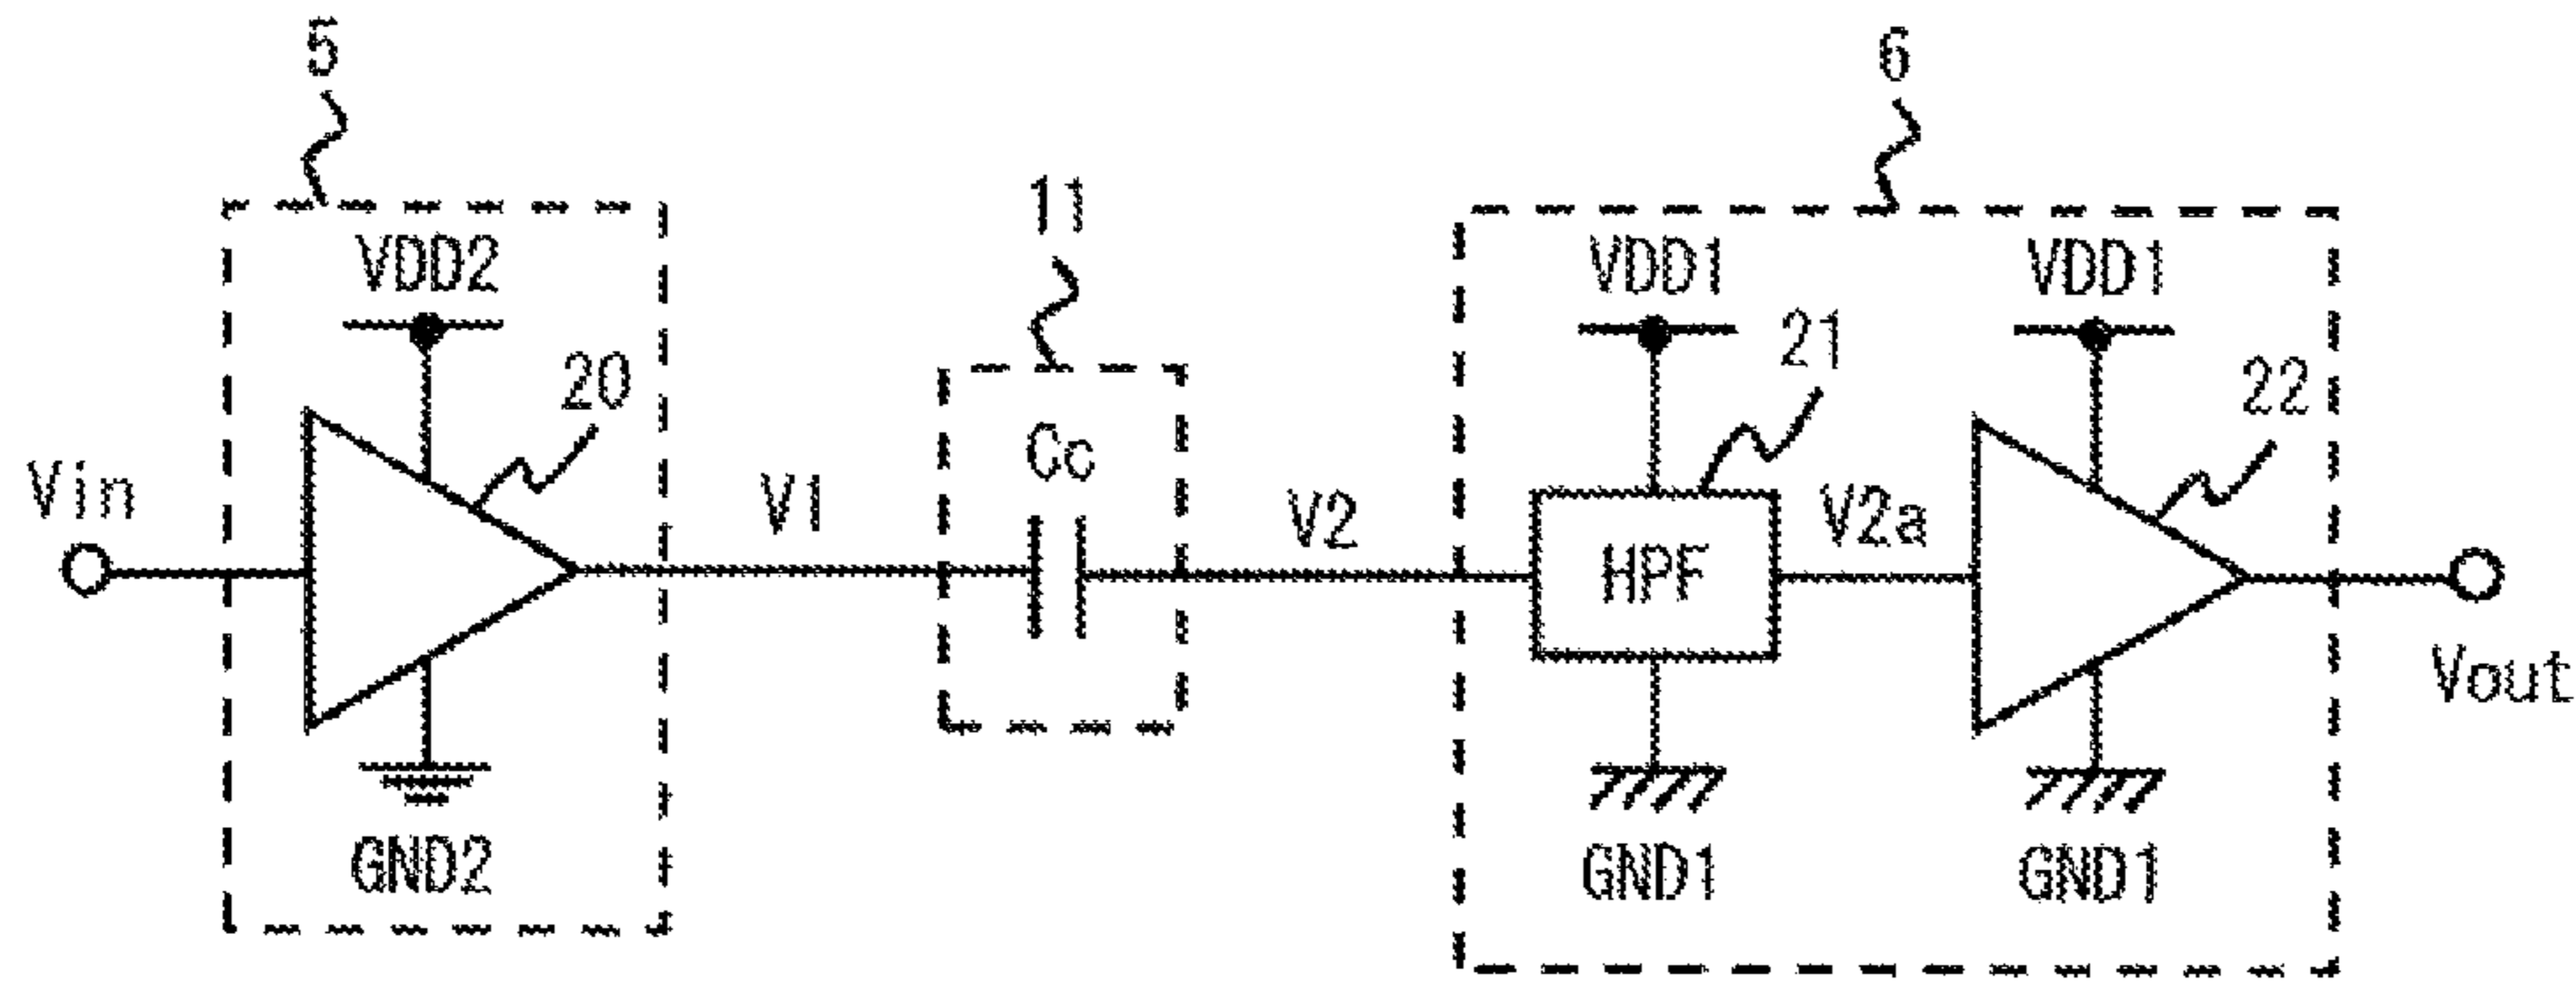 5
6
11
VDD2
VDD1
VDD1
21
20
22
Cc
Vin
V1
V2
V2a
HPF
Vout
GND2
GND1
GND1